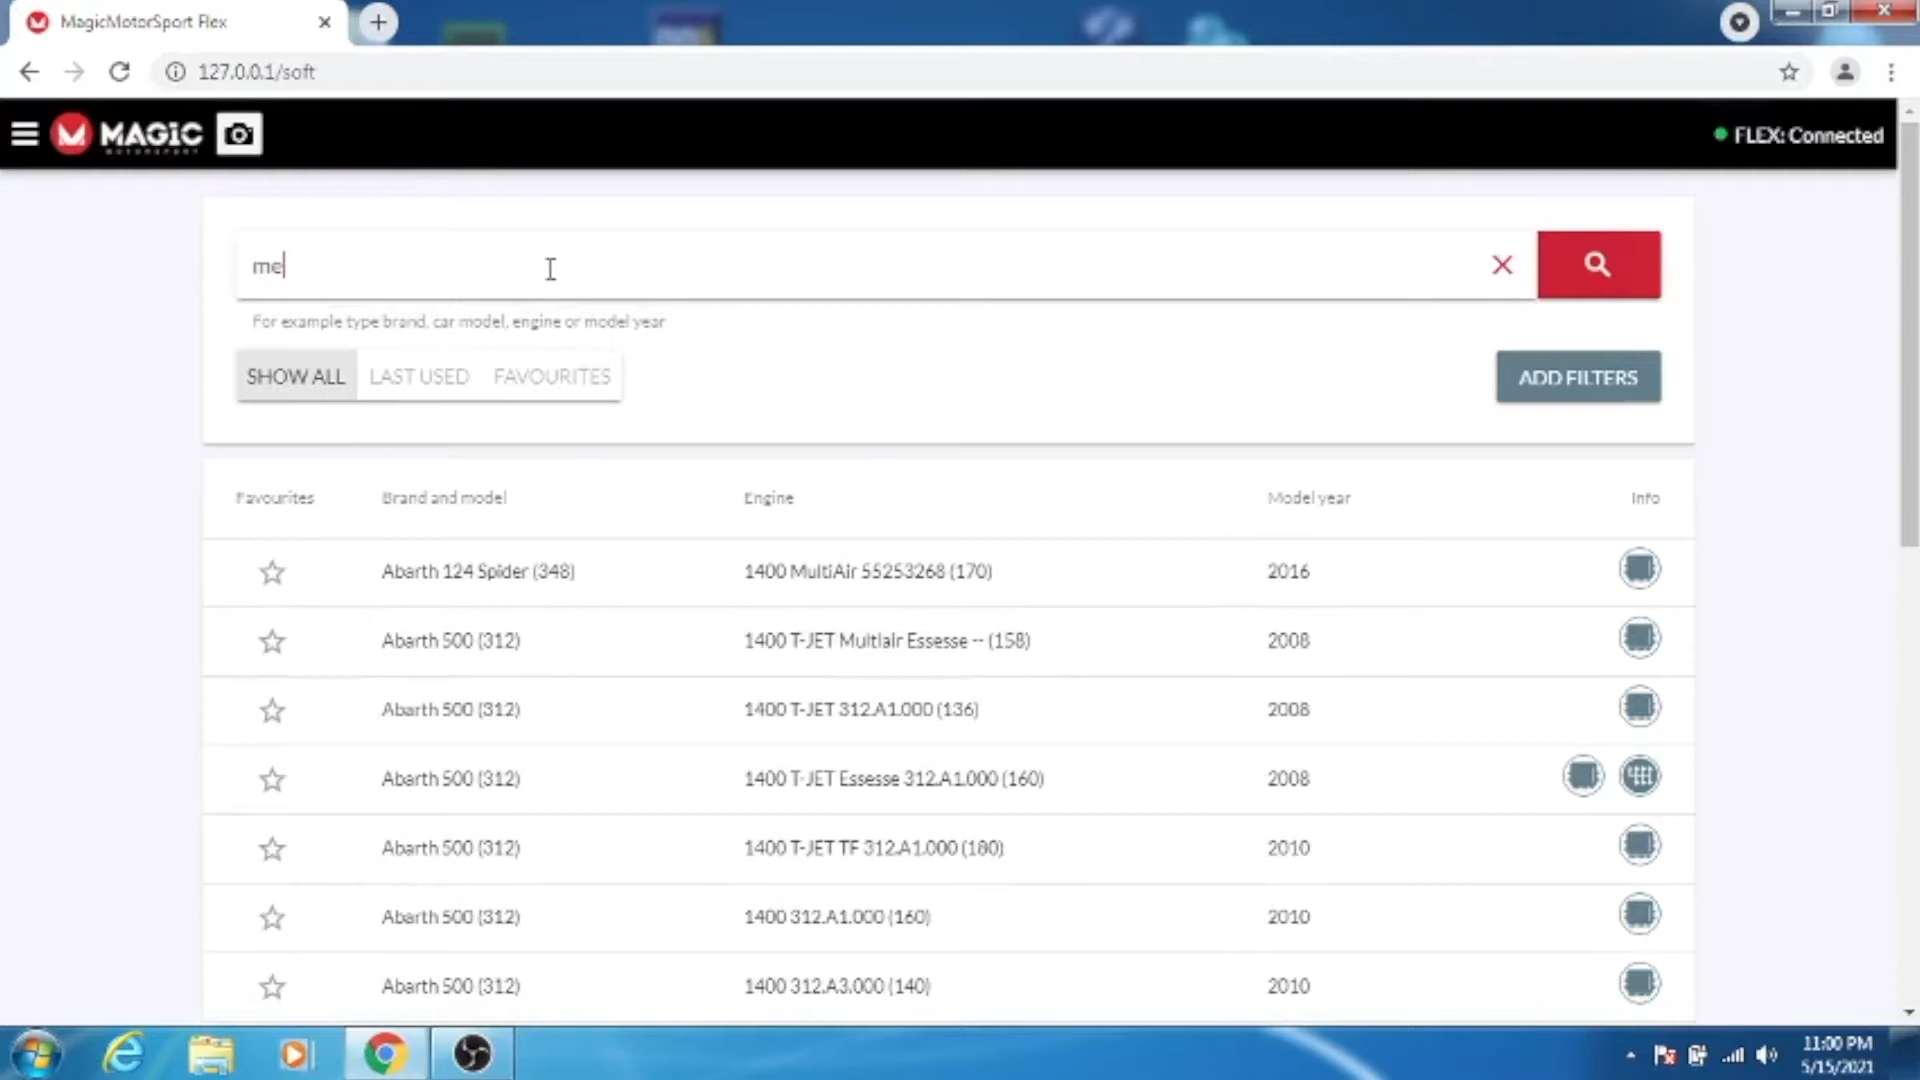 MagicMotorSport Flex
127.0.0.1/soft
MAGIC
MOTORSPORT
FLEX: Connected
me
For example type brand, car model, engine or model year
SHOW ALL LAST USED FAVOURITES
ADD FILTERS
Favourites Brand and model Engine Model year Info
Abarth 124 Spider (348) 1400 MultiAir 55253268 (170) 2016
Abarth 500 (312) 1400 T-JET Multiair Essesse -- (158) 2008
Abarth 500 (312) 1400 T-JET 312.A1.000 (136) 2008
Abarth 500 (312) 1400 T-JET Essesse 312.A1.000 (160) 2008
Abarth 500 (312) 1400 T-JET TF 312.A1.000 (180) 2010
Abarth 500 (312) 1400 312.A1.000 (160) 2010
Abarth 500 (312) 1400 312.A3.000 (140) 2010
11:00 PM
5/15/2021